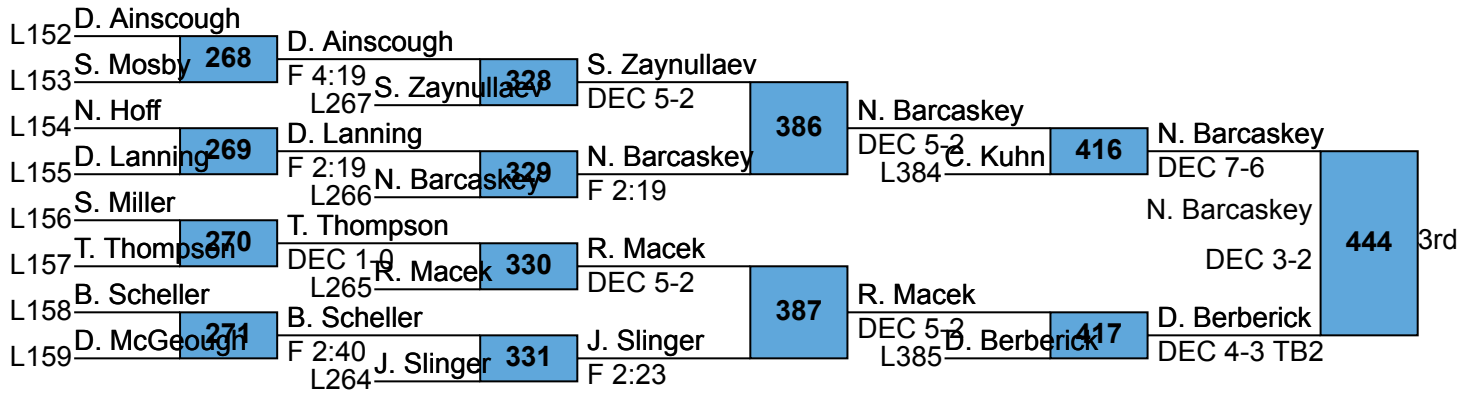 D. Ainscough
L152
268
S. Mosby
L153
D. Ainscough
F 4:19
S. Zaynullaev
L267
328
N. Hoff
L154
269
D. Lanning
L155
D. Lanning
F 2:19
N. Barcaskey
L266
329
S. Zaynullaev
DEC 5-2
386
N. Barcaskey
F 2:19
S. Miller
L156
270
T. Thompson
L157
T. Thompson
DEC 1-0
R. Macek
L265
330
B. Scheller
L158
271
D. McGeough
L159
B. Scheller
F 2:40
J. Slinger
L264
331
R. Macek
DEC 5-2
387
J. Slinger
F 2:23
N. Barcaskey
DEC 5-2
C. Kuhn
L384
416
N. Barcaskey
DEC 7-6
R. Macek
DEC 5-2
D. Berberick
L385
417
D. Berberick
DEC 4-3 TB2
N. Barcaskey
DEC 3-2
444
3rd